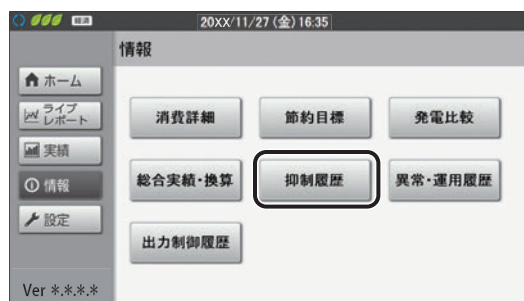 経済 20XX/11/27(金)16:35
情報
ホーム
ライブ
レポート
実績
情報
設定
消費詳細 節約目標 発電比較
総合実績・換算 抑制履歴 異常・運用履歴
出力制御履歴
Ver *.*.*.*